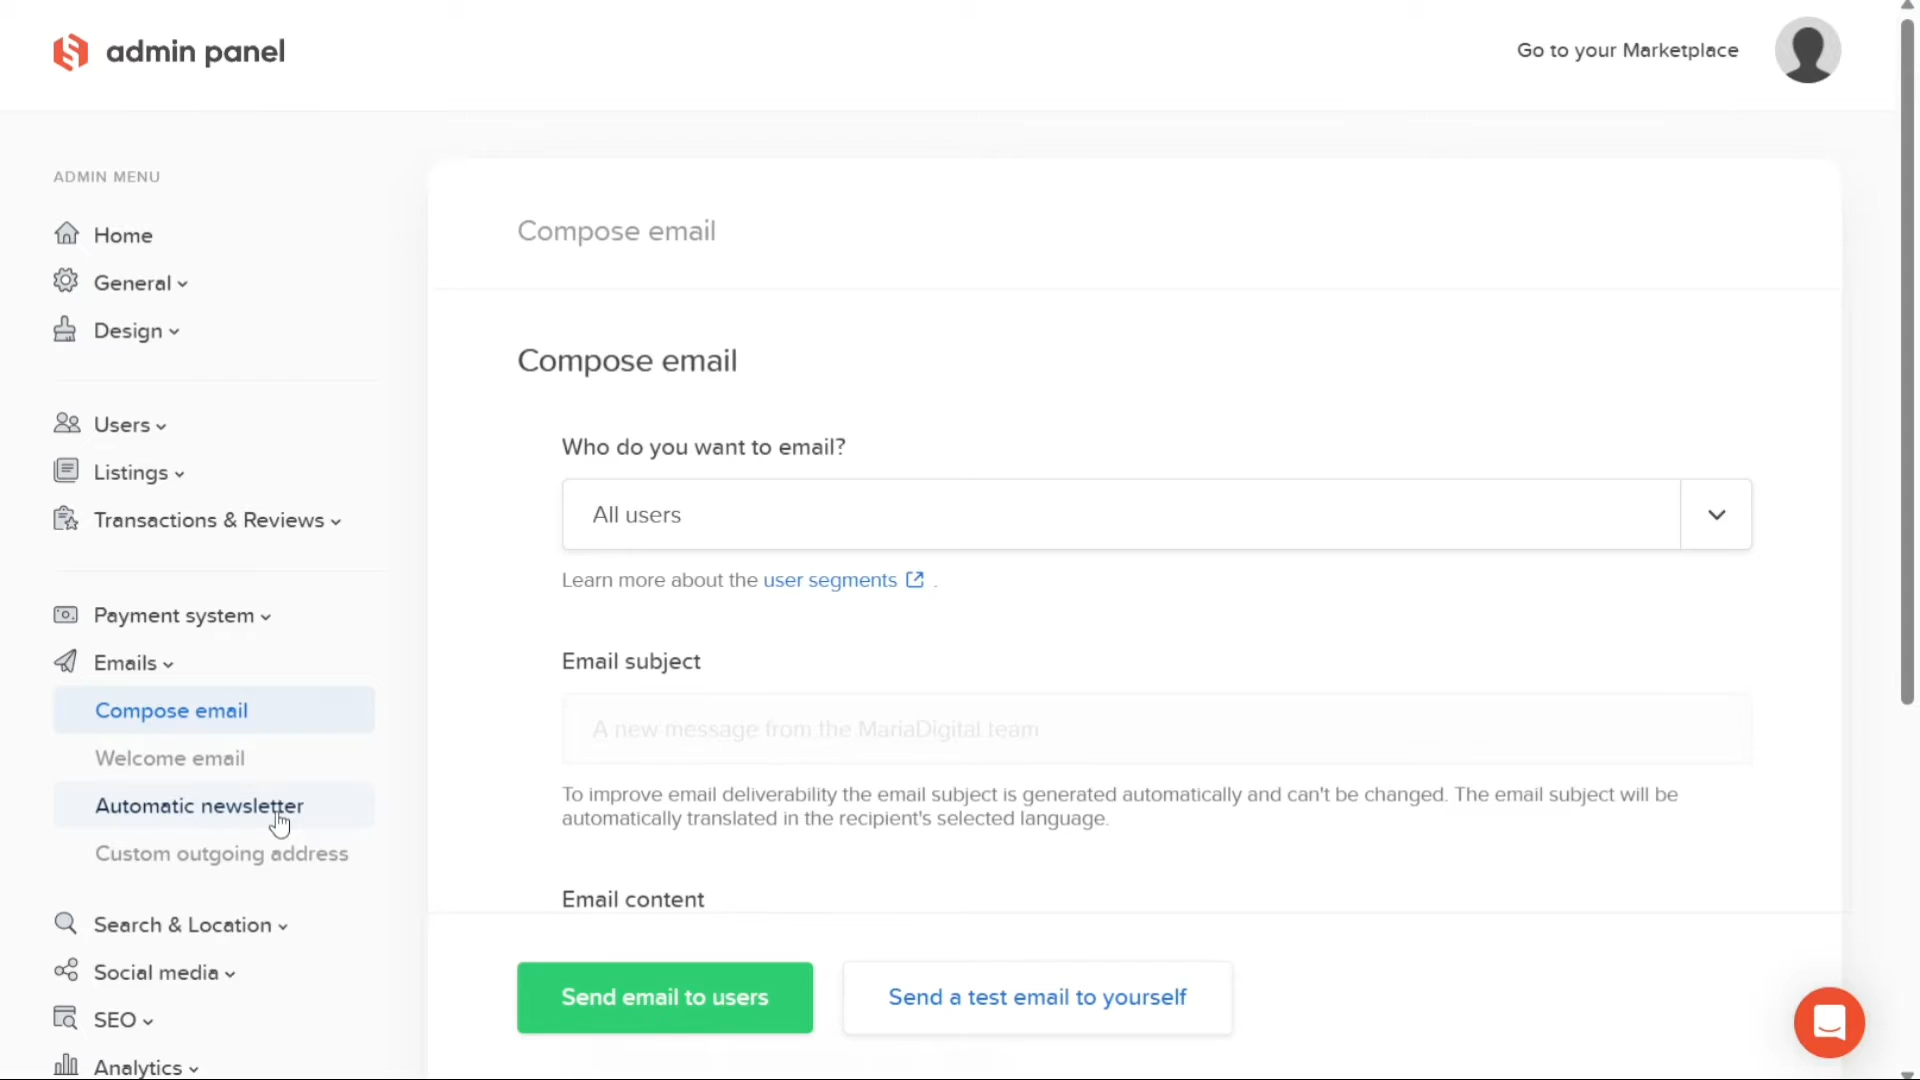 admin panel
Go to your Marketplace
ADMIN MENU
Home
General
Design
Users
Listings
Transactions & Reviews
Payment system
Emails
Compose email
Welcome email
Automatic newsletter
Custom outgoing address
Search & Location
Social media
SEO
Analytics
Compose email
Compose email
Who do you want to email?
All users
Learn more about the user segments .
Email subject
A new message from the MariaDigital team
To improve email deliverability the email subject is generated automatically and can't be changed. The email subject will be
automatically translated in the recipient's selected language.
Email content
Send email to users
Send a test email to yourself